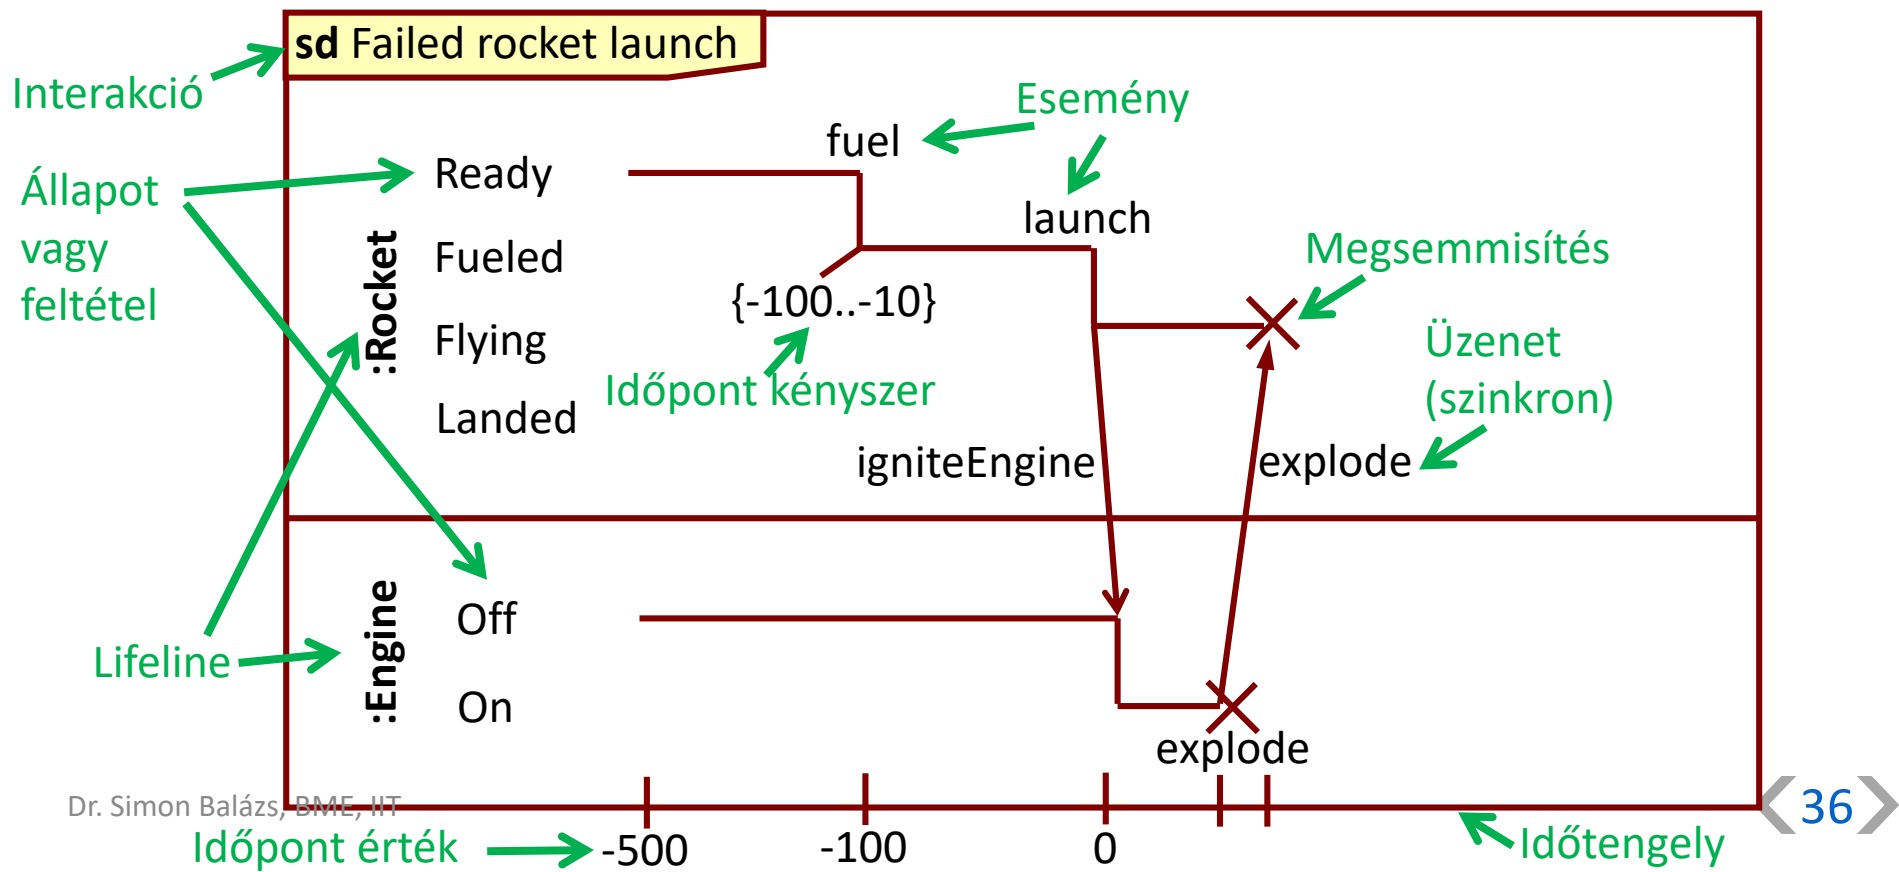 sd Failed rocket launch
Interakció
Esemény
fuel
Ready
Állapot
vagy
feltétel
launch
:Rocket
Fueled
Megsemmisítés
{-100..-10}
Flying
Üzenet
(szinkron)
Időpont kényszer
Landed
igniteEngine
explode
:Engine
Off
Lifeline
On
explode
Dr. Simon Balázs, BME, IIT
36
Időpont érték
-500
-100
0
Időtengely